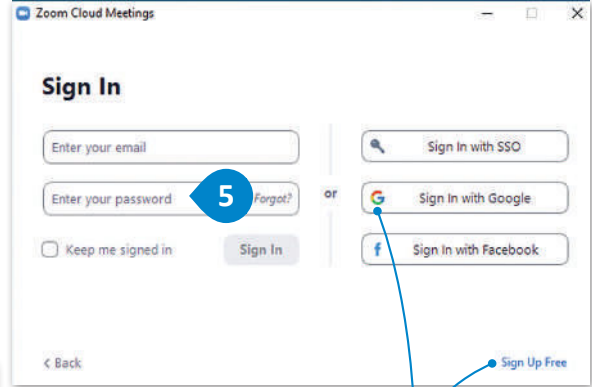 Zoom Cloud Meetings
Sign In
Enter your email
Enter your password
5
Forgot?
Keep me signed in
Sign In
or
Sign In with SSO
G
Sign In with Google
f
Sign In with Facebook
< Back
Sign Up Free